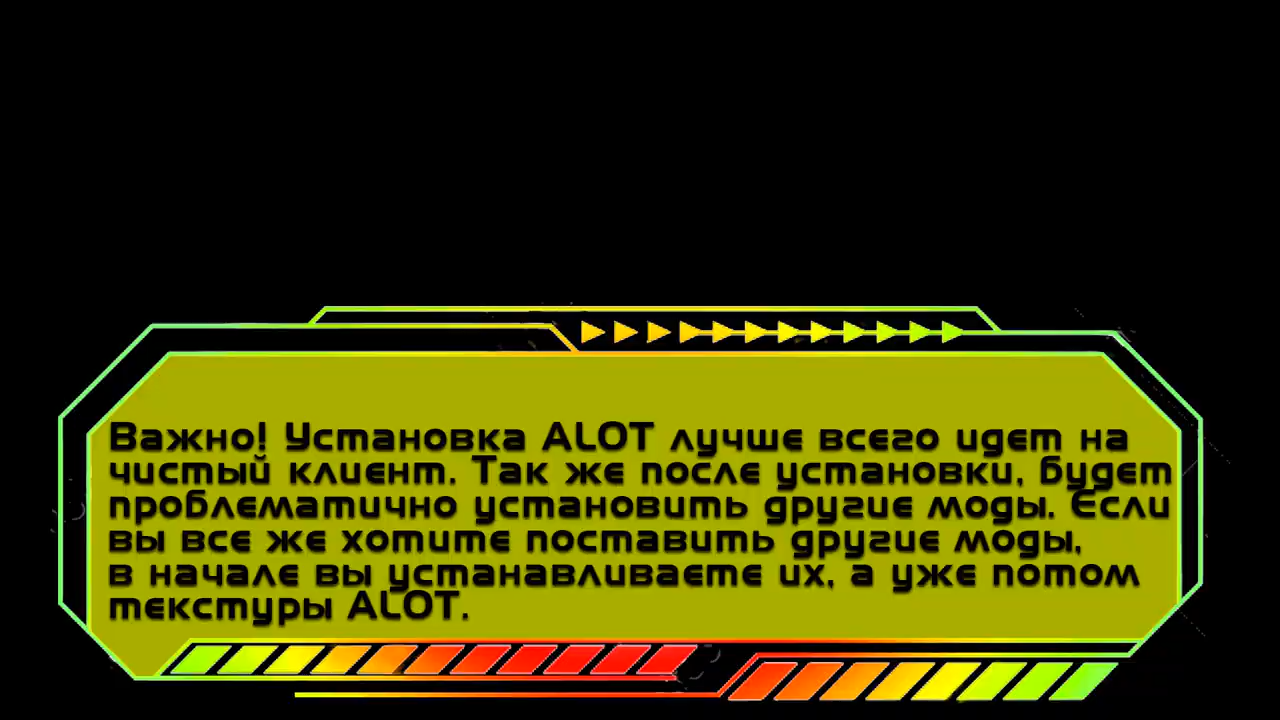 Важно! Установка ALOT лучше всего идет на
чистый клиент. Так же после установки, будет
проблематично установить другие моды. Если
вы все же хотите поставить другие моды,
в начале вы устанавливаете их, а уже потом
текстуры ALOT.